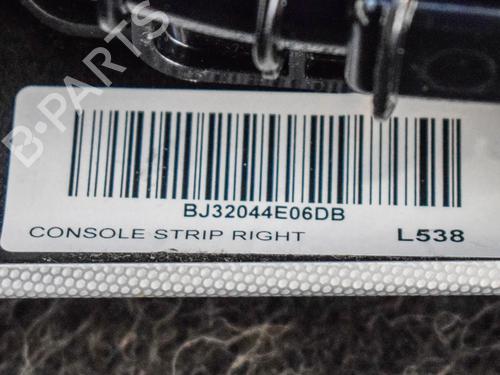 B-PARTS
BJ32044E06DB
CONSOLE STRIP RIGHT L538